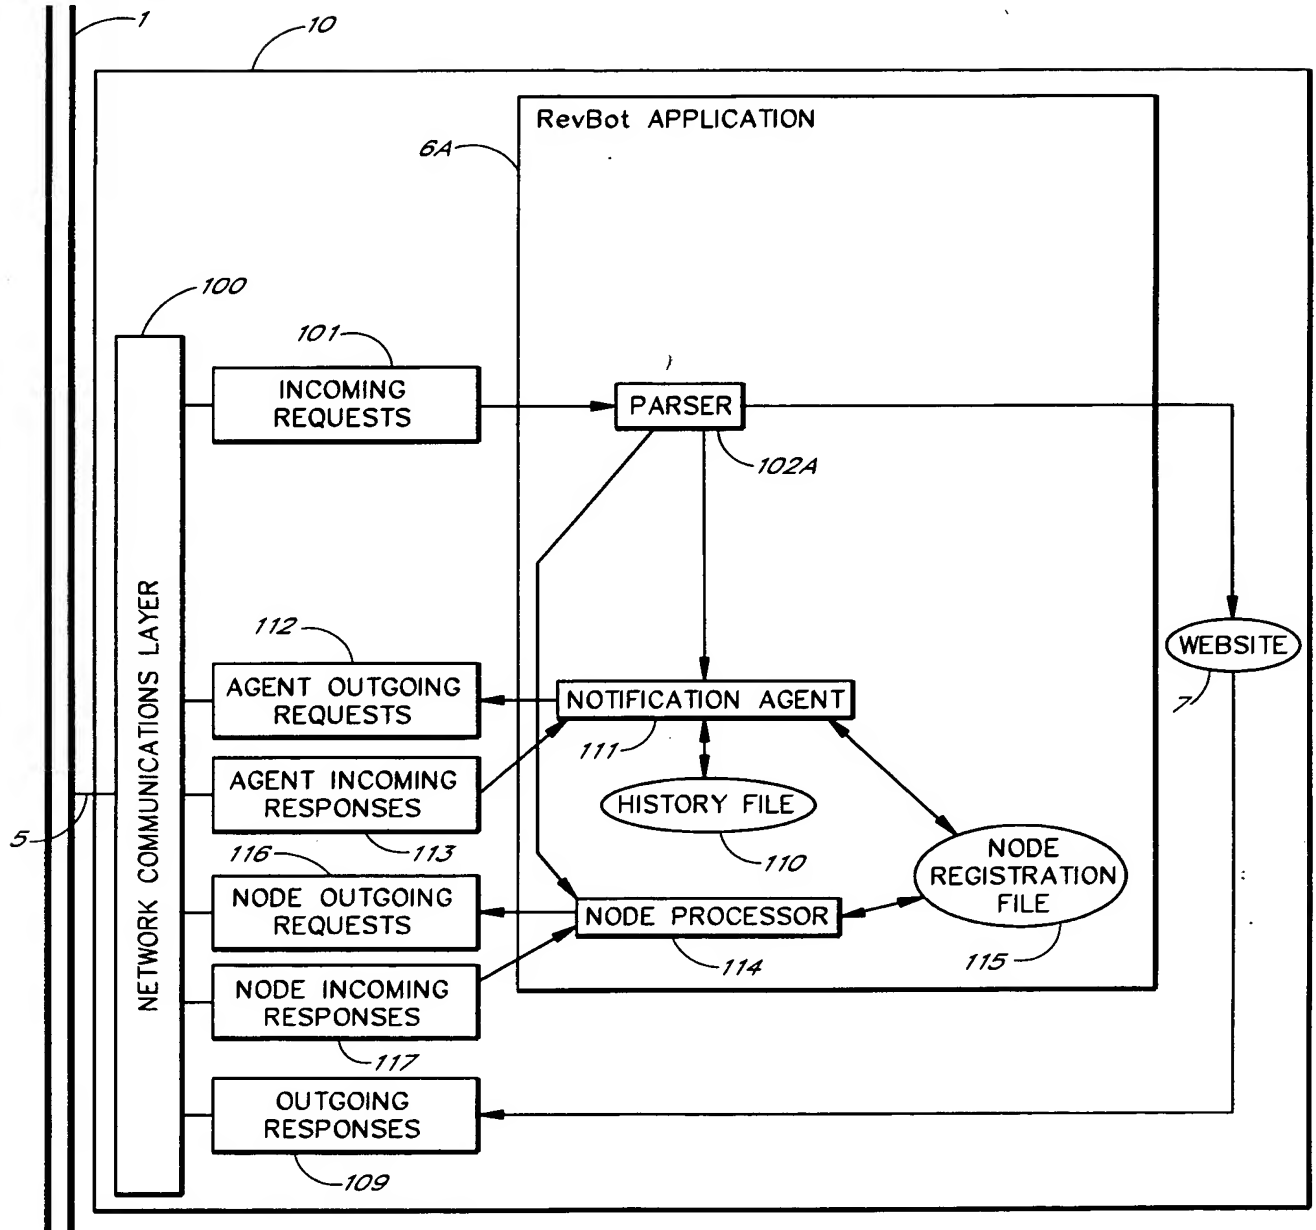 1
10
RevBot APPLICATION
6A
100
101
INCOMING
REQUESTS
PARSER
102A
NETWORK COMMUNICATIONS LAYER
112
AGENT OUTGOING
REQUESTS
NOTIFICATION AGENT
111
WEBSITE
7
AGENT INCOMING
RESPONSES
113
HISTORY FILE
110
5
116
NODE OUTGOING
REQUESTS
NODE PROCESSOR
114
NODE
REGISTRATION
FILE
115
NODE INCOMING
RESPONSES
117
OUTGOING
RESPONSES
109